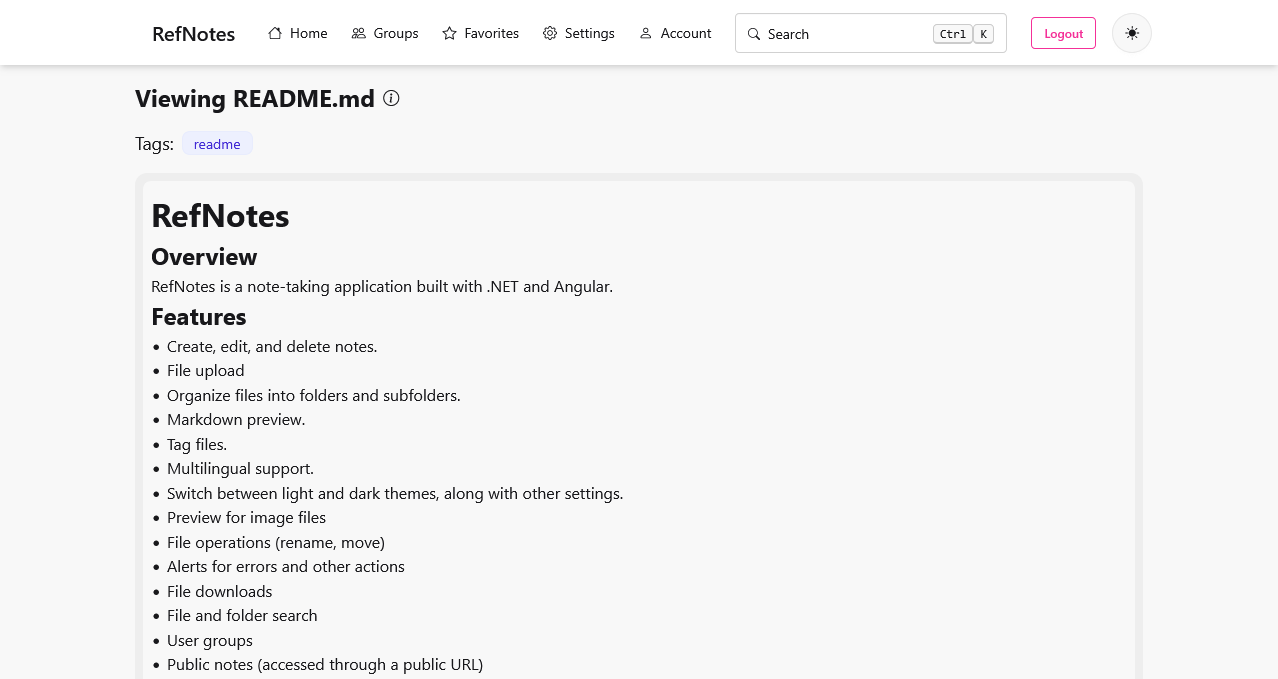 RefNotes Home Groups Favorites Settings Account Search Ctrl K Logout
Viewing README.md
Tags: readme
RefNotes
Overview
RefNotes is a note-taking application built with .NET and Angular.
Features
• Create, edit, and delete notes.
• File upload
• Organize files into folders and subfolders.
• Markdown preview.
• Tag files.
• Multilingual support.
• Switch between light and dark themes, along with other settings.
• Preview for image files
• File operations (rename, move)
• Alerts for errors and other actions
• File downloads
• File and folder search
• User groups
• Public notes (accessed through a public URL)